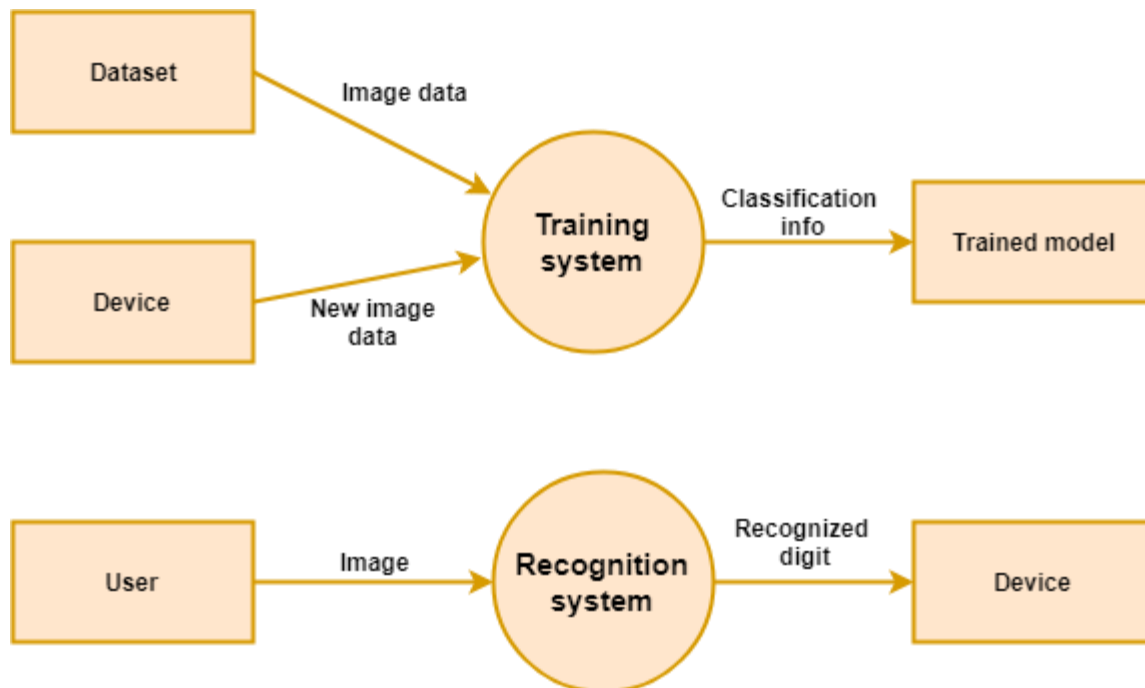 Dataset
Image data
Training
system
Classification
info
Trained model
Device
New image
data
User
Image
Recognition
system
Recognized
digit
Device